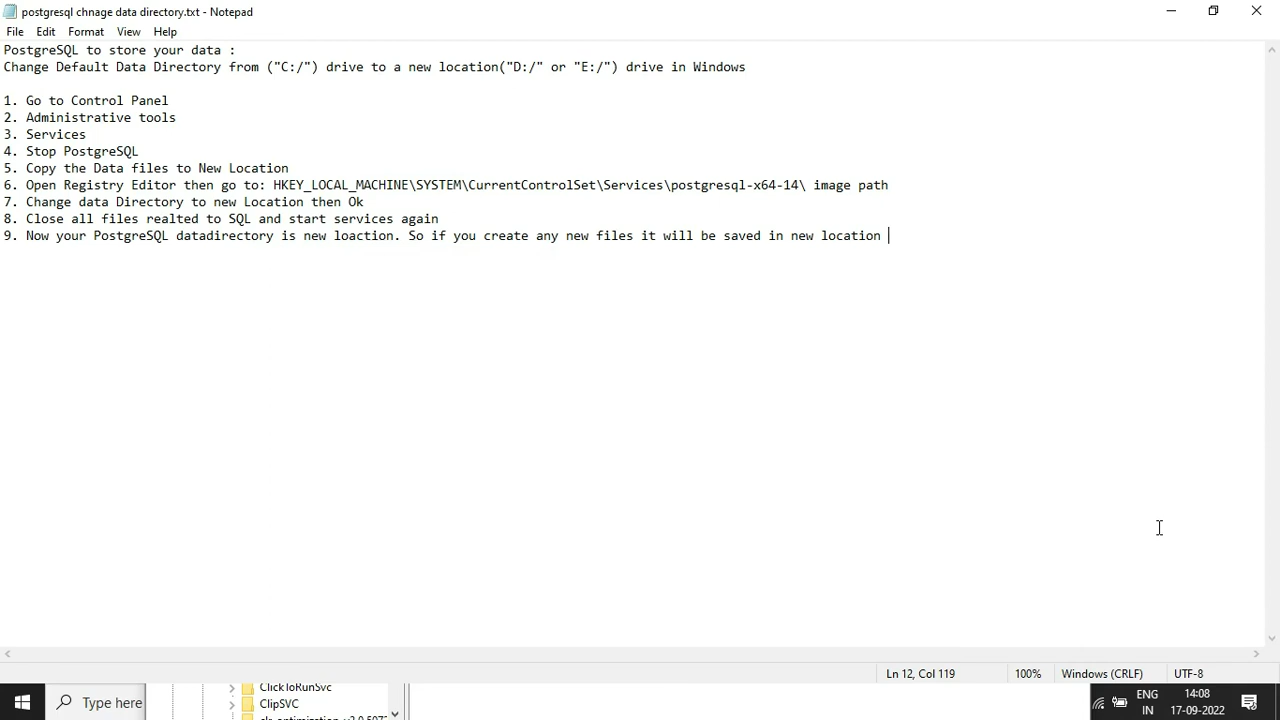 postgresql chnage data directory.txt - Notepad
File Edit Format View Help
PostgreSQL to store your data :
Change Default Data Directory from ("C:/") drive to a new location("D:/" or "E:/") drive in Windows
1. Go to Control Panel
2. Administrative tools
3. Services
4. Stop PostgreSQL
5. Copy the Data files to New Location
6. Open Registry Editor then go to: HKEY_LOCAL_MACHINE\SYSTEM\CurrentControlSet\Services\postgresql-x64-14\ image path
7. Change data Directory to new Location then Ok
8. Close all files realted to SQL and start services again
9. Now your PostgreSQL datadirectory is new loaction. So if you create any new files it will be saved in new location
Ln 12, Col 119 100% Windows (CRLF) UTF-8
ClickToRunSvc
ClipSVC
Type here
ENG
IN
14:08
17-09-2022